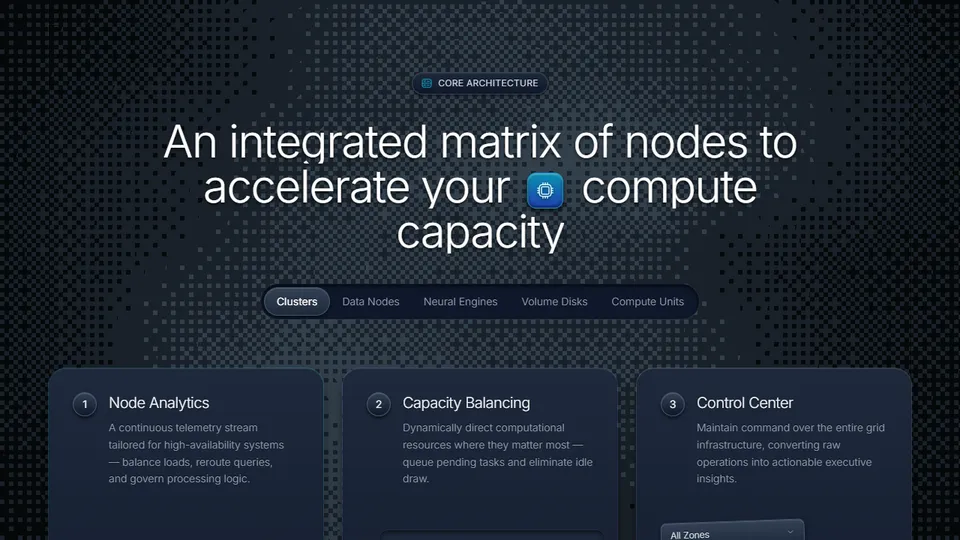 CORE ARCHITECTURE
An integrated matrix of nodes to
accelerate your compute
capacity
Clusters
Data Nodes
Neural Engines
Volume Disks
Compute Units
1
Node Analytics
A continuous telemetry stream
tailored for high-availability systems
— balance loads, reroute queries,
and govern processing logic.
2
Capacity Balancing
Dynamically direct computational
resources where they matter most —
queue pending tasks and eliminate idle
draw.
3
Control Center
Maintain command over the entire grid
infrastructure, converting raw
operations into actionable executive
insights.
All Zones